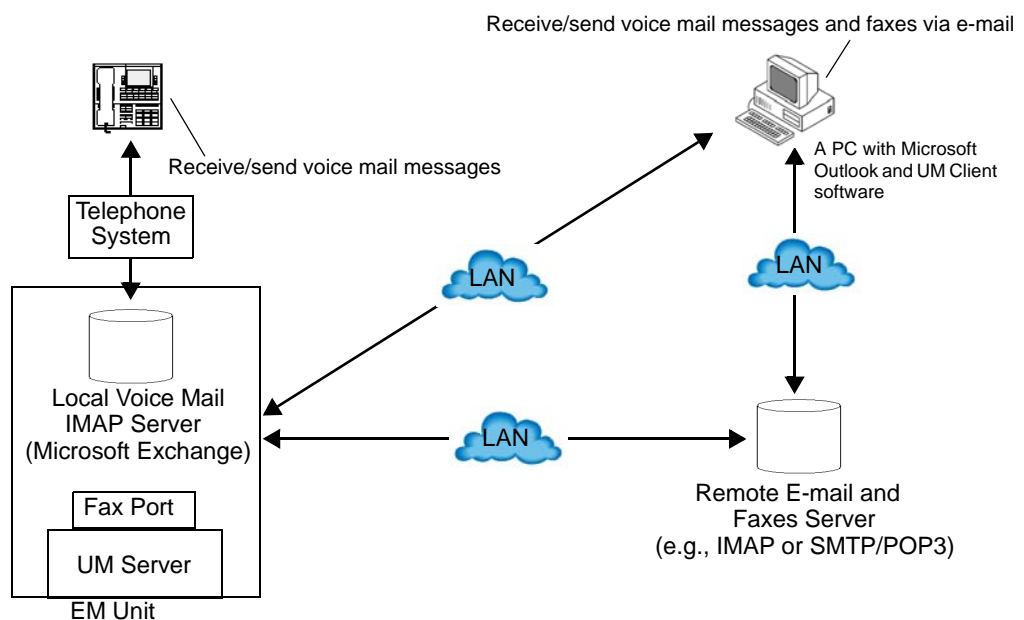 Receive/send voice mail messages and faxes via e-mail
Receive/send voice mail messages
A PC with Microsoft
Outlook and UM Client
software
Telephone
System
LAN
LAN
Local Voice Mail
IMAP Server
(Microsoft Exchange)
LAN
Fax Port
UM Server
EM Unit
Remote E-mail and
Faxes Server
(e.g., IMAP or SMTP/POP3)